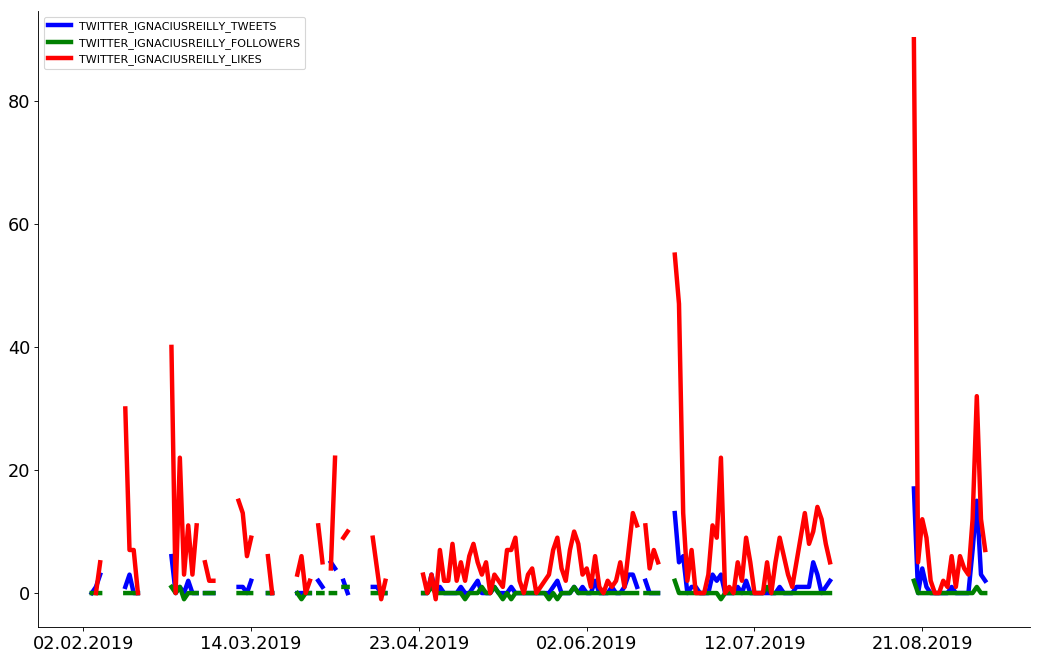 TWITTER_IGNACIUSREILLY_TWEETS
TWITTER_IGNACIUSREILLY_FOLLOWERS
TWITTER_IGNACIUSREILLY_LIKES
80
60
40
20
0
02.02.2019 14.03.2019 23.04.2019 02.06.2019 12.07.2019 21.08.2019